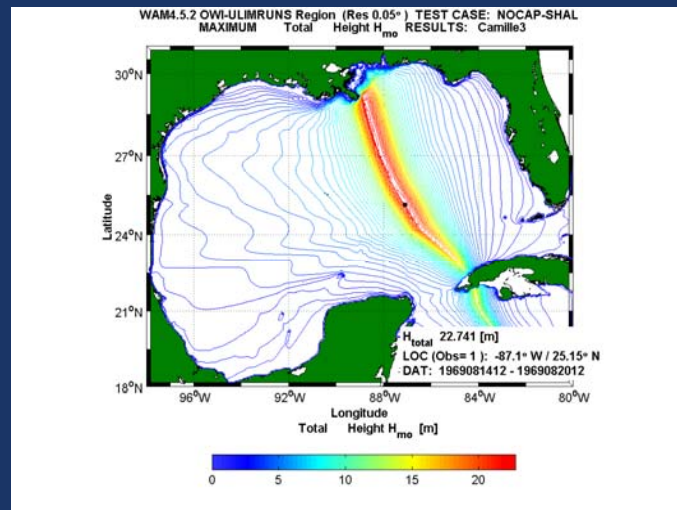 WAM4.5.2 OWI-ULIMRUNS Region (Res 0.05°) TEST CASE: NOCAP-SHAL
MAXIMUM Total Height Hmo RESULTS: Camille3
30°N
27°N
24°N
21°N
18°N
Latitude
Htotal 22.741 [m]
LOC (Obs= 1 ): -87.1° W / 25.15° N
DAT: 1969081412 - 1969082012
96°W 92°W 88°W 84°W 80°W
Longitude
Total Height Hmo [m]
0 5 10 15 20